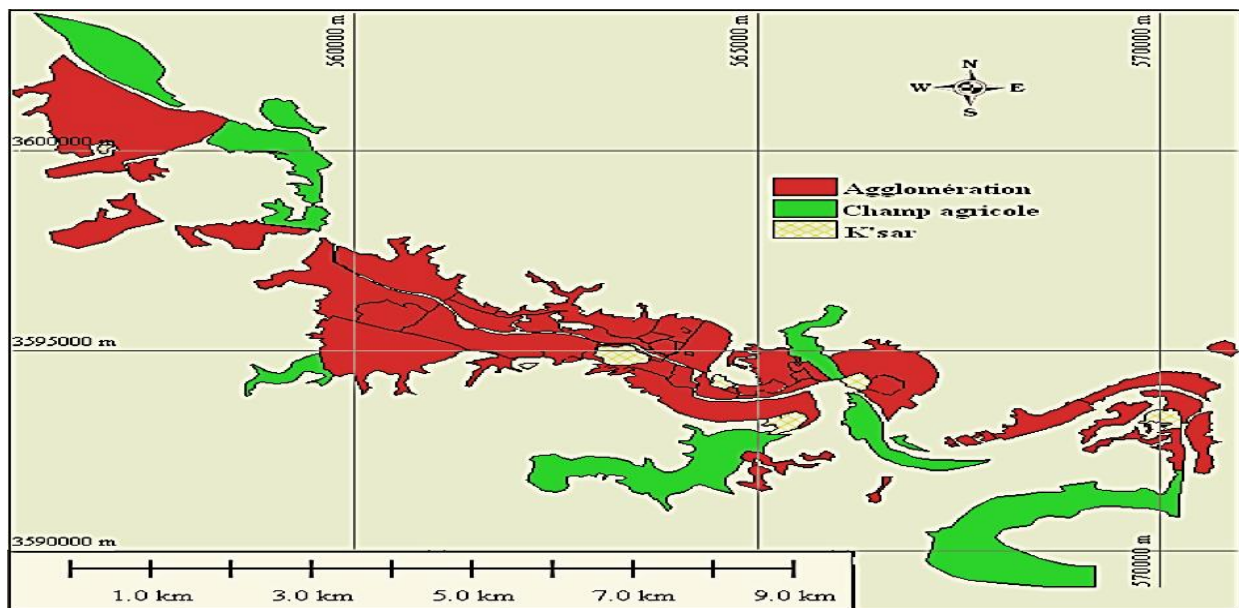 560000 m
565000 m
570000 m
N
W E
S
3600000 m
Agglomération
Champ agricole
K'sar
3595000 m
3590000 m
570000 m
1.0 km 3.0 km 5.0 km 7.0 km 9.0 km